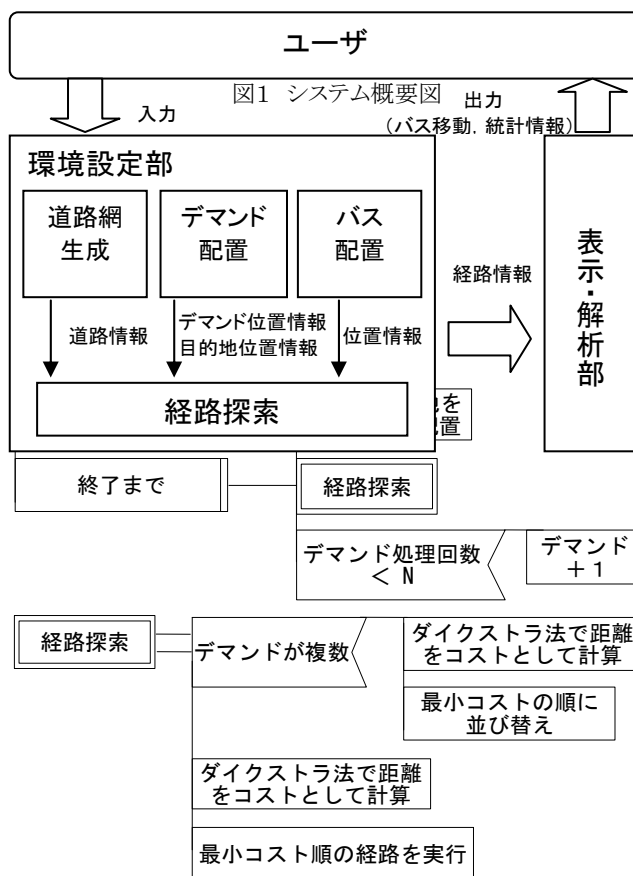 ユーザ
図1 システム概要図
入力
出力
(バス移動, 統計情報)
環境設定部
道路網
生成
デマンド
配置
バス
配置
経路情報
表示・解析部
道路情報
デマンド位置情報
目的地位置情報
位置情報
経路探索
を
置
終了まで
経路探索
デマンド処理回数
< N
デマンド
+1
経路探索
デマンドが複数
ダイクストラ法で距離
をコストとして計算
最小コストの順に
並び替え
ダイクストラ法で距離
をコストとして計算
最小コスト順の経路を実行